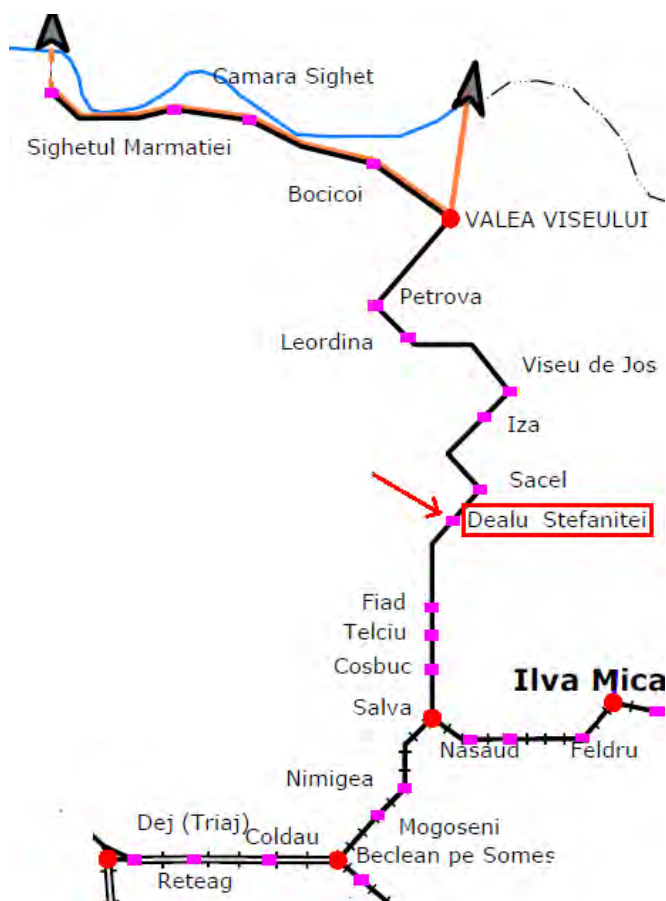 Camara Sighet
Sighetul Marmatiei
Bocicoi
VALEA VISEULUI
Petrova
Leordina
Viseu de Jos
Iza
Sacel
Dealu Stefanitei
Fiad
Telciu
Cosbuc
Ilva Mica
Salva
Nasaud
Feldru
Nimigea
Mogoseni
Dej (Triaj)
Coldau
Beclean pe Somes
Reteag